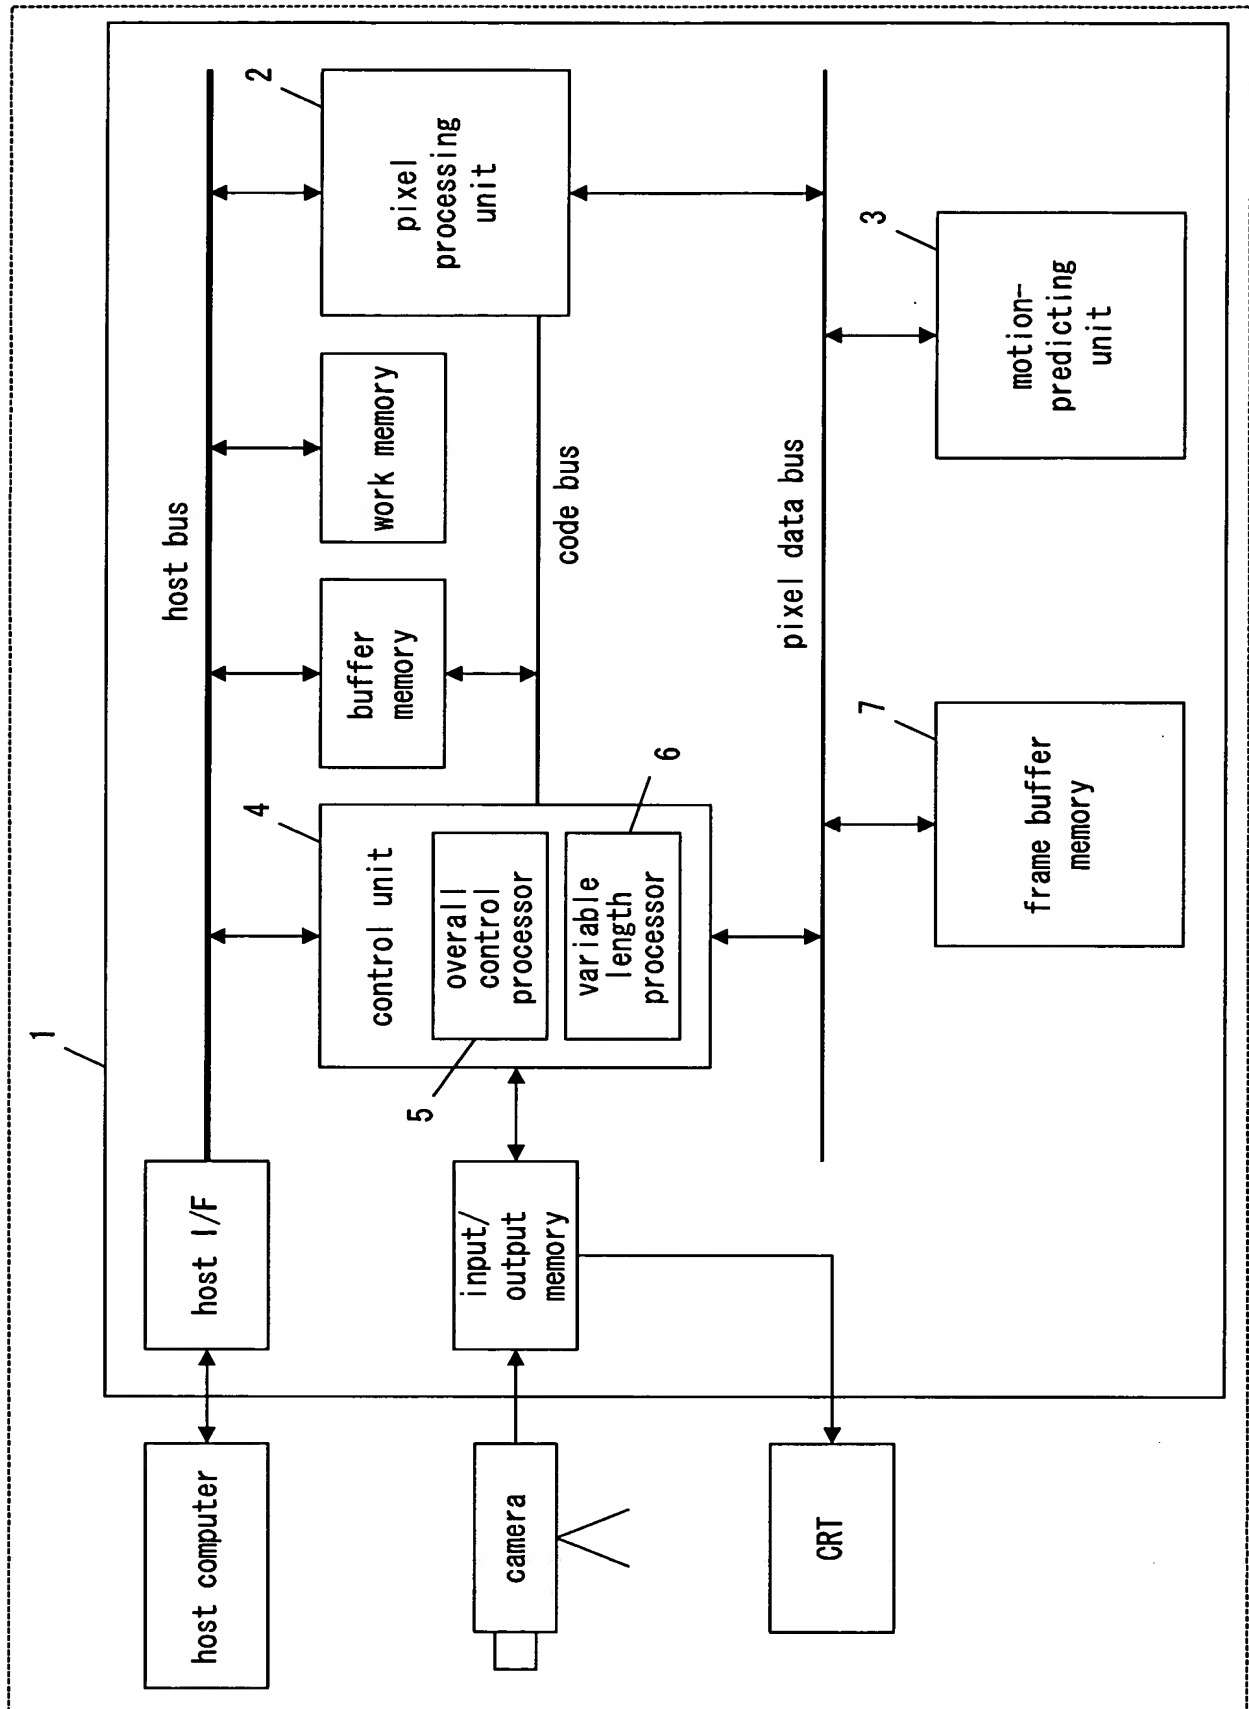 host computer
host I/F
host bus
1
camera
input/
output
memory
CRT
4
control unit
overall
control
processor
5
variable
length
processor
6
buffer
memory
work memory
2
pixel
processing
unit
code bus
pixel data bus
7
frame buffer
memory
3
motion-
predicting
unit